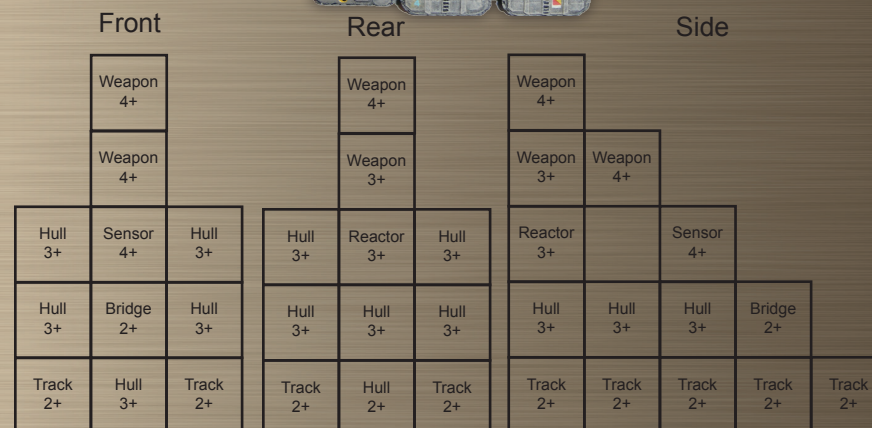 Front Rear Side
Weapon Weapon Weapon
4+ 4+ 4+
Weapon Weapon Weapon Weapon
4+ 3+ 3+ 4+
Hull Sensor Hull Hull Reactor Hull Reactor Sensor
3+ 4+ 3+ 3+ 3+ 3+ 3+ 4+
Hull Bridge Hull Hull Hull Hull Hull Hull Hull Bridge
3+ 2+ 3+ 3+ 3+ 3+ 3+ 3+ 3+ 2+
Track Hull Track Track Hull Track Track Track Track Track Track
2+ 3+ 2+ 2+ 2+ 2+ 2+ 2+ 2+ 2+ 2+